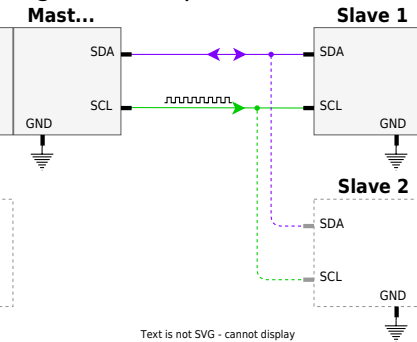 Mast...
Slave 1
SDA
SDA
SCL
SCL
GND
GND
Slave 2
SDA
SCL
GND
Text is not SVG - cannot display